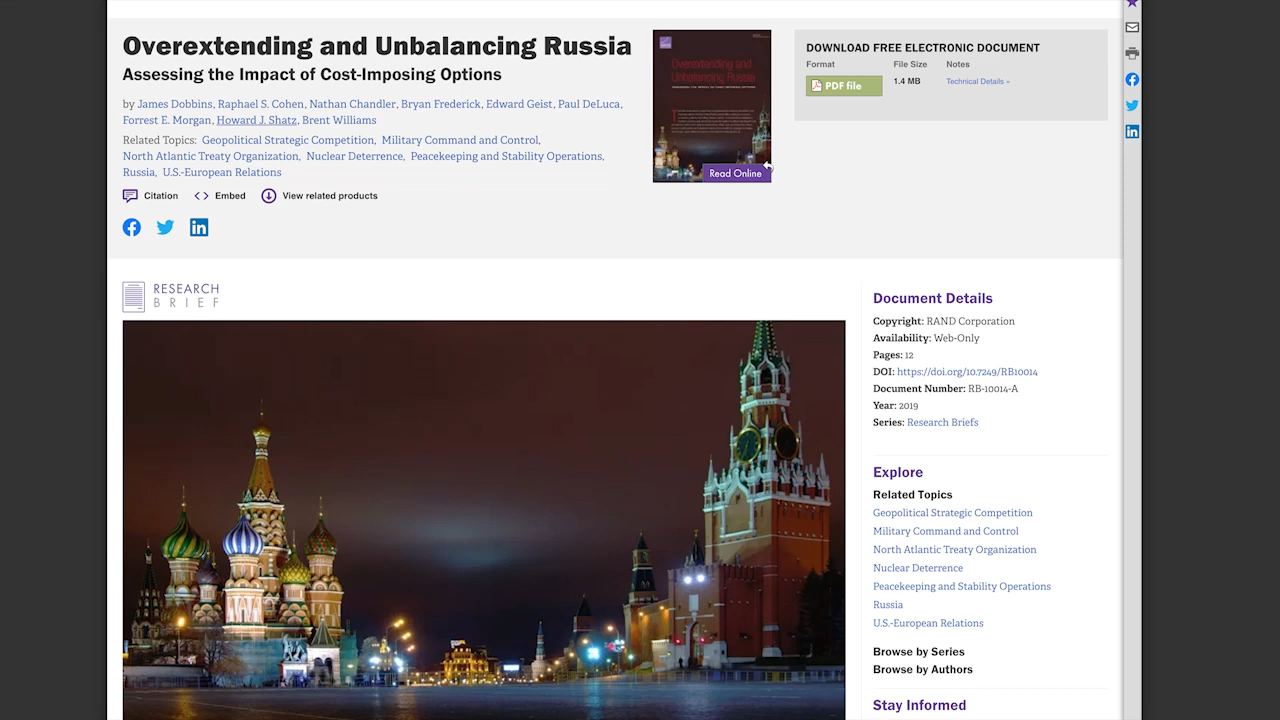 Overextending and Unbalancing Russia
Assessing the Impact of Cost-Imposing Options
by James Dobbins, Raphael S. Cohen, Nathan Chandler, Bryan Frederick, Edward Geist, Paul DeLuca,
Forrest E. Morgan, Howard J. Shatz, Brent Williams
Related Topics: Geopolitical Strategic Competition, Military Command and Control,
North Atlantic Treaty Organization, Nuclear Deterrence, Peacekeeping and Stability Operations,
Russia, U.S.-European Relations
Citation
Embed
View related products
Overextending and
Unbalancing Russia
Read Online
DOWNLOAD FREE ELECTRONIC DOCUMENT
Format File Size Notes
PDF file 1.4 MB Technical Details »
RESEARCH
BRIEF
Document Details
Copyright: RAND Corporation
Availability: Web-Only
Pages: 12
DOI: https://doi.org/10.7249/RB10014
Document Number: RB-10014-A
Year: 2019
Series: Research Briefs
Explore
Related Topics
Geopolitical Strategic Competition
Military Command and Control
North Atlantic Treaty Organization
Nuclear Deterrence
Peacekeeping and Stability Operations
Russia
U.S.-European Relations
Browse by Series
Browse by Authors
Stay Informed